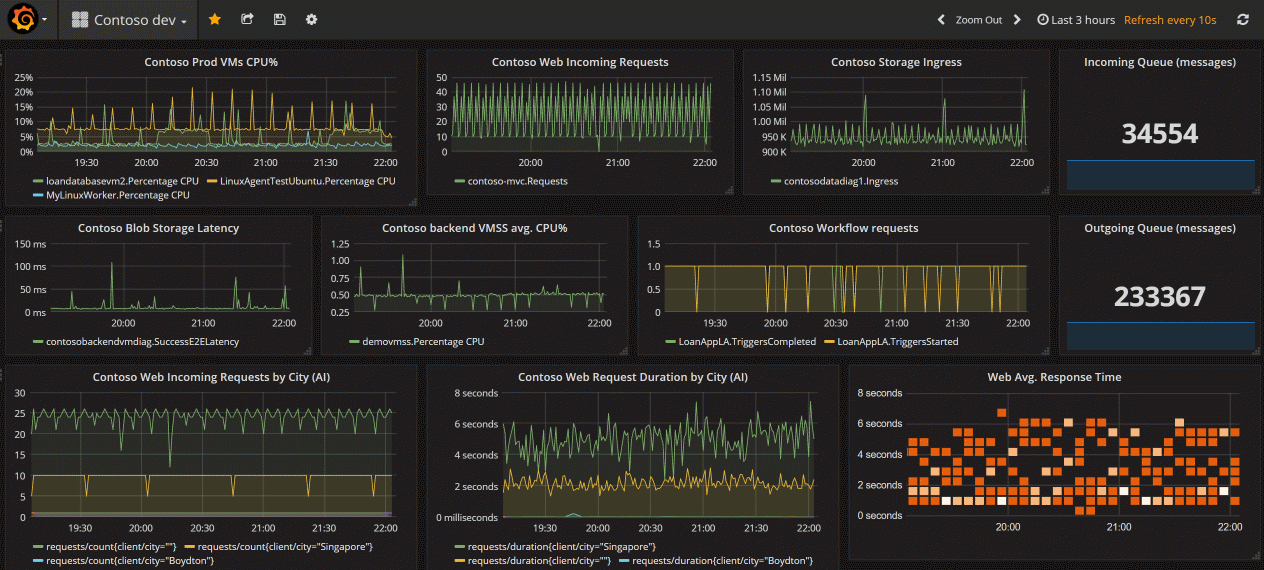 Contoso dev
Zoom Out
Last 3 hours
Refresh every 10s
Contoso Prod VMs CPU%
25%
20%
15%
10%
5%
0%
19:30 20:00 20:30 21:00 21:30 22:00
loandatabasevm2.Percentage CPU LinuxAgentTestUbuntu.Percentage CPU
MyLinuxWorker.Percentage CPU
Contoso Web Incoming Requests
50
40
30
20
10
0
20:00 21:00 22:00
contoso-mvc.Requests
Contoso Storage Ingress
1.15 Mil
1.10 Mil
1.05 Mil
1.00 Mil
950 K
900 K
20:00 21:00 22:00
contosodatadiag1.Ingress
Incoming Queue (messages)
34554
Contoso Blob Storage Latency
150 ms
100 ms
50 ms
0 ms
20:00 21:00 22:00
contosobackendvmdiag.SuccessE2ELatency
Contoso backend VMSS avg. CPU%
1.25
1.00
0.75
0.50
0.25
20:00 21:00 22:00
demovmss.Percentage CPU
Contoso Workflow requests
1.5
1.0
0.5
0
19:30 20:00 20:30 21:00 21:30 22:00
LoanAppLA.TriggersCompleted LoanAppLA.TriggersStarted
Outgoing Queue (messages)
233367
Contoso Web Incoming Requests by City (AI)
30
25
20
15
10
5
0
19:30 20:00 20:30 21:00 21:30 22:00
requests/count{client/city=""} requests/count{client/city="Singapore"}
requests/count{client/city="Boydton"}
Contoso Web Request Duration by City (AI)
8 seconds
6 seconds
4 seconds
2 seconds
0 milliseconds
19:30 20:00 20:30 21:00 21:30 22:00
requests/duration{client/city="Singapore"}
requests/duration{client/city=""} requests/duration{client/city="Boydton"}
Web Avg. Response Time
8 seconds
6 seconds
4 seconds
2 seconds
0 seconds
20:00 21:00 22:00